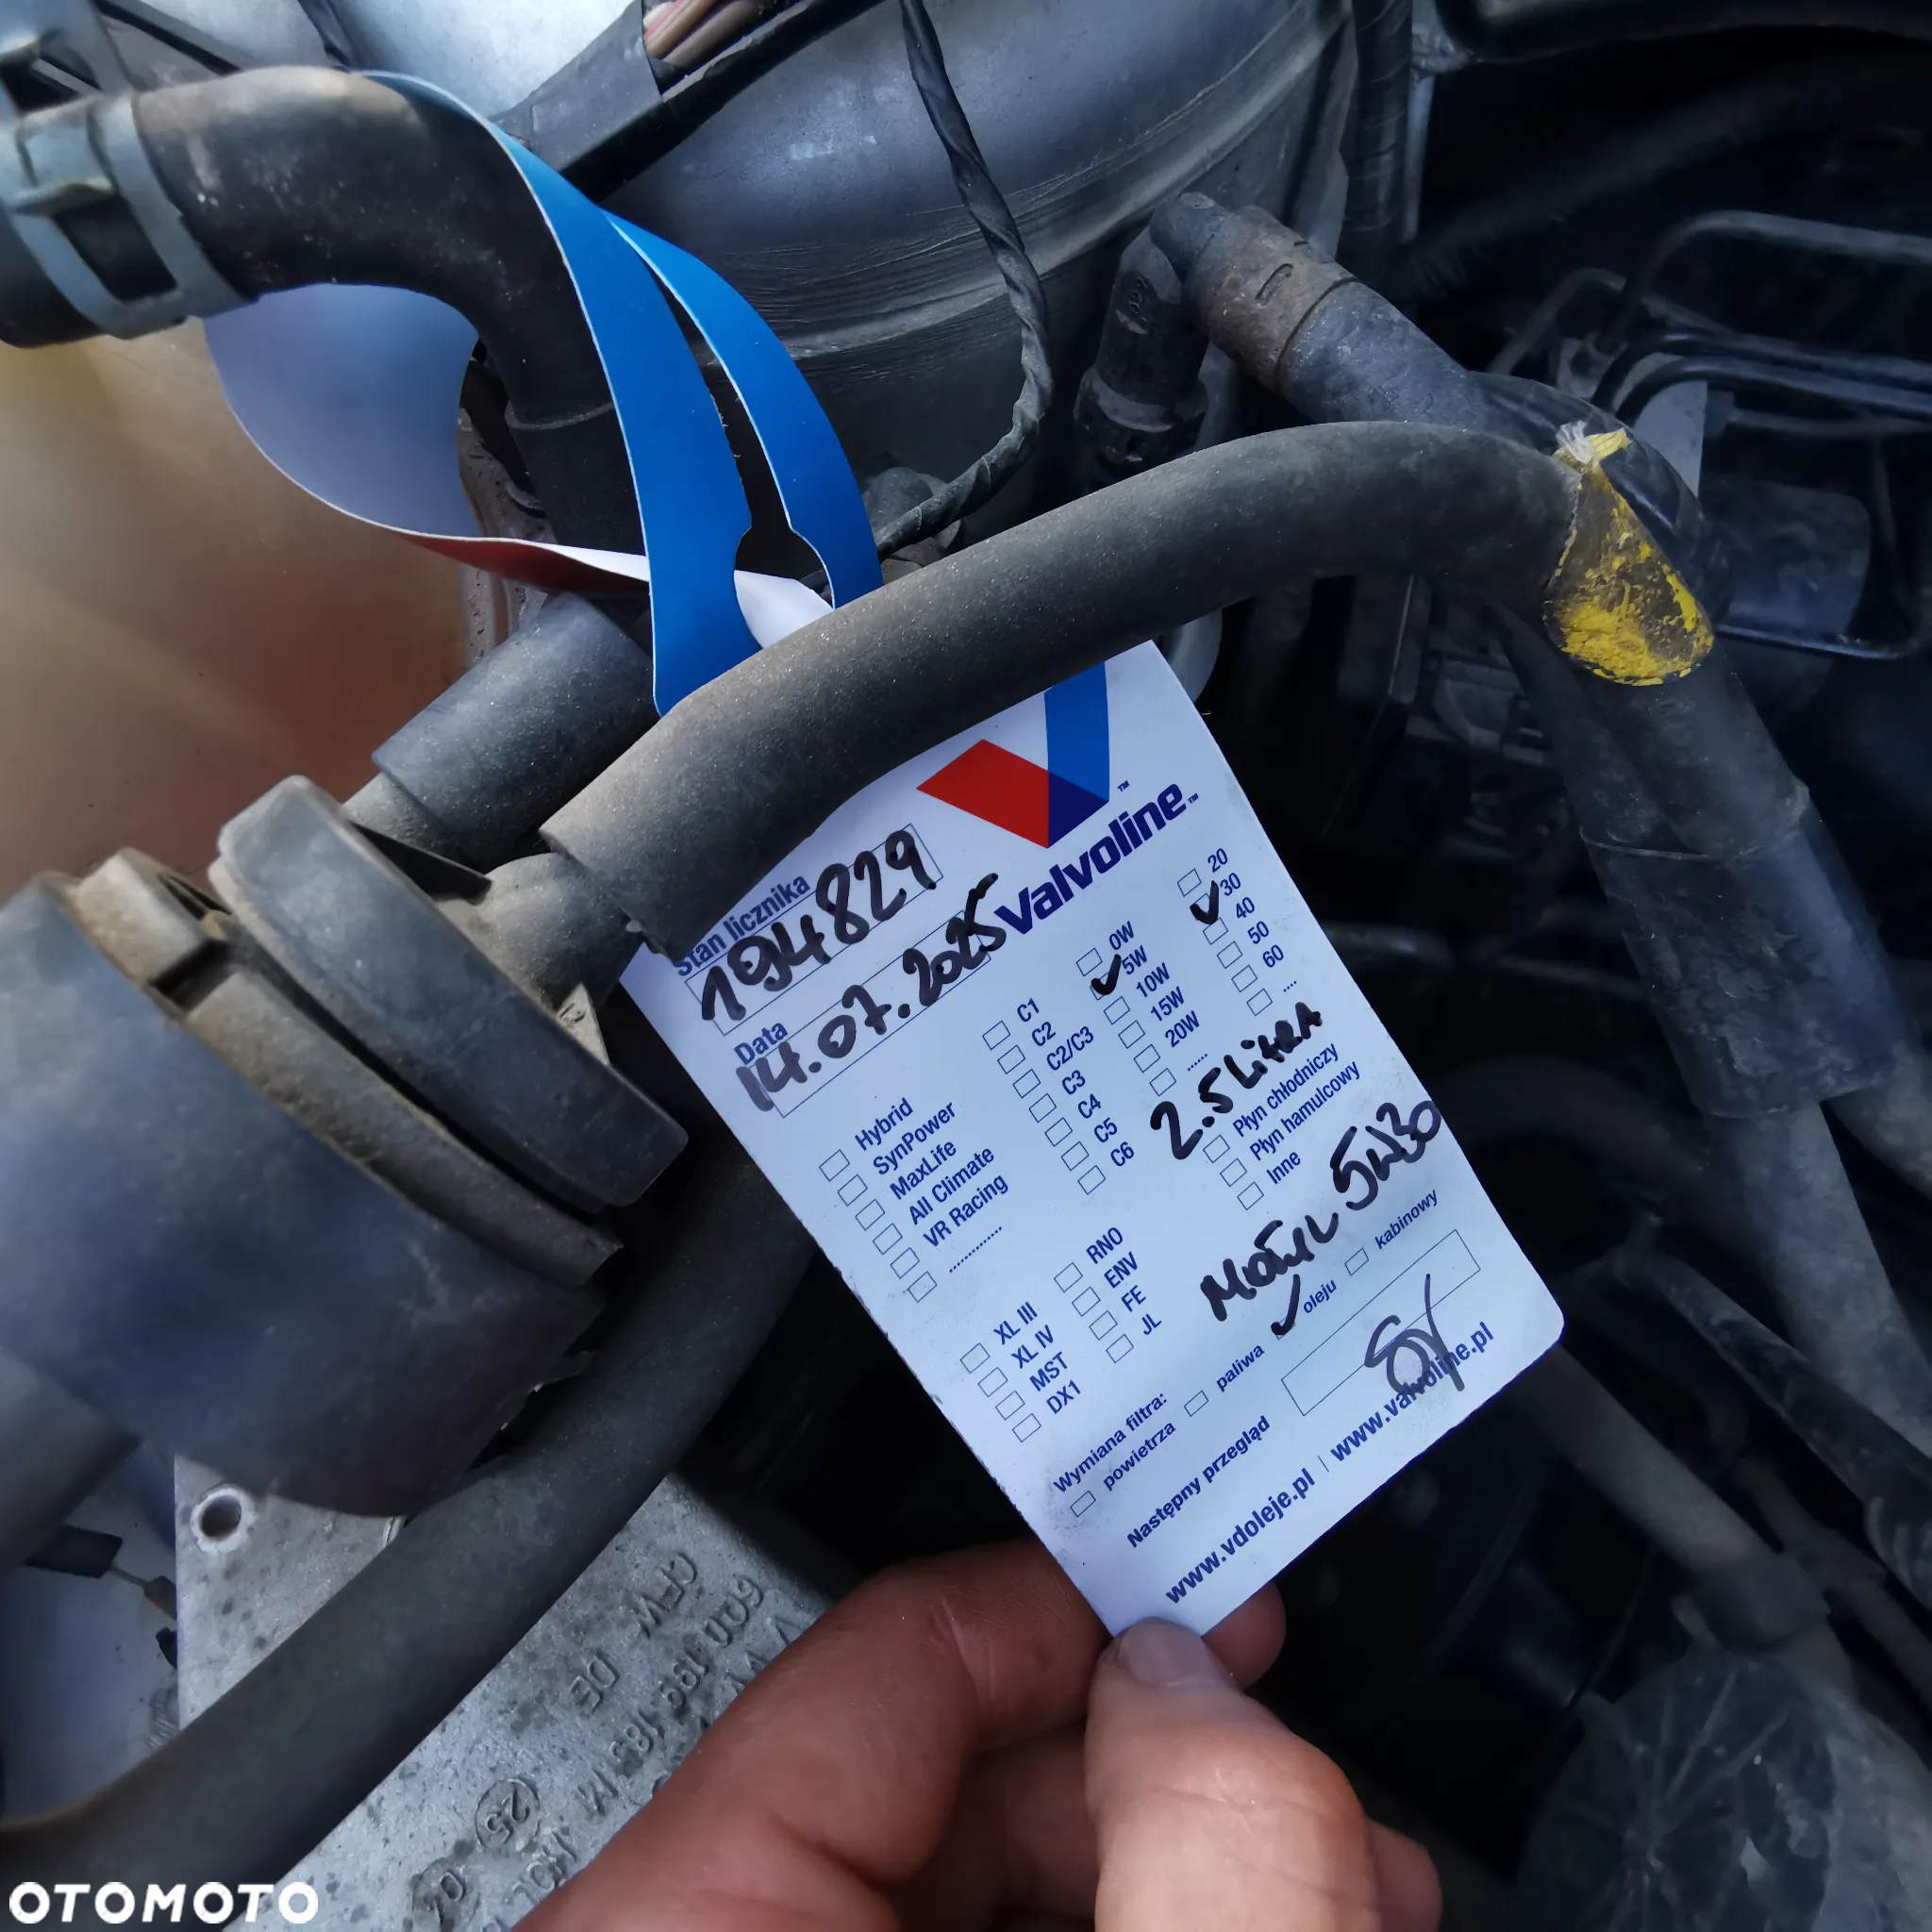 Valvoline™
Stan licznika
194829
Data
14.07.2025
Hybrid
SynPower
MaxLife
All Climate
VR Racing
..........
C1
C2
C2/C3
C3
C4
C5
C6
0W
5W
10W
15W
20W
......
20
30
40
50
60
....
2.5 LitRA
Płyn chłodniczy
Płyn hamulcowy
Inne
XL III
XL IV
MST
DX1
RNO
ENV
FE
JL
MOTUL 5W30
Wymiana filtra:
powietrza
paliwa
oleju
kabinowy
Następny przegląd
www.vdoleje.pl | www.valvoline.pl
DE
25
OTOMOTO